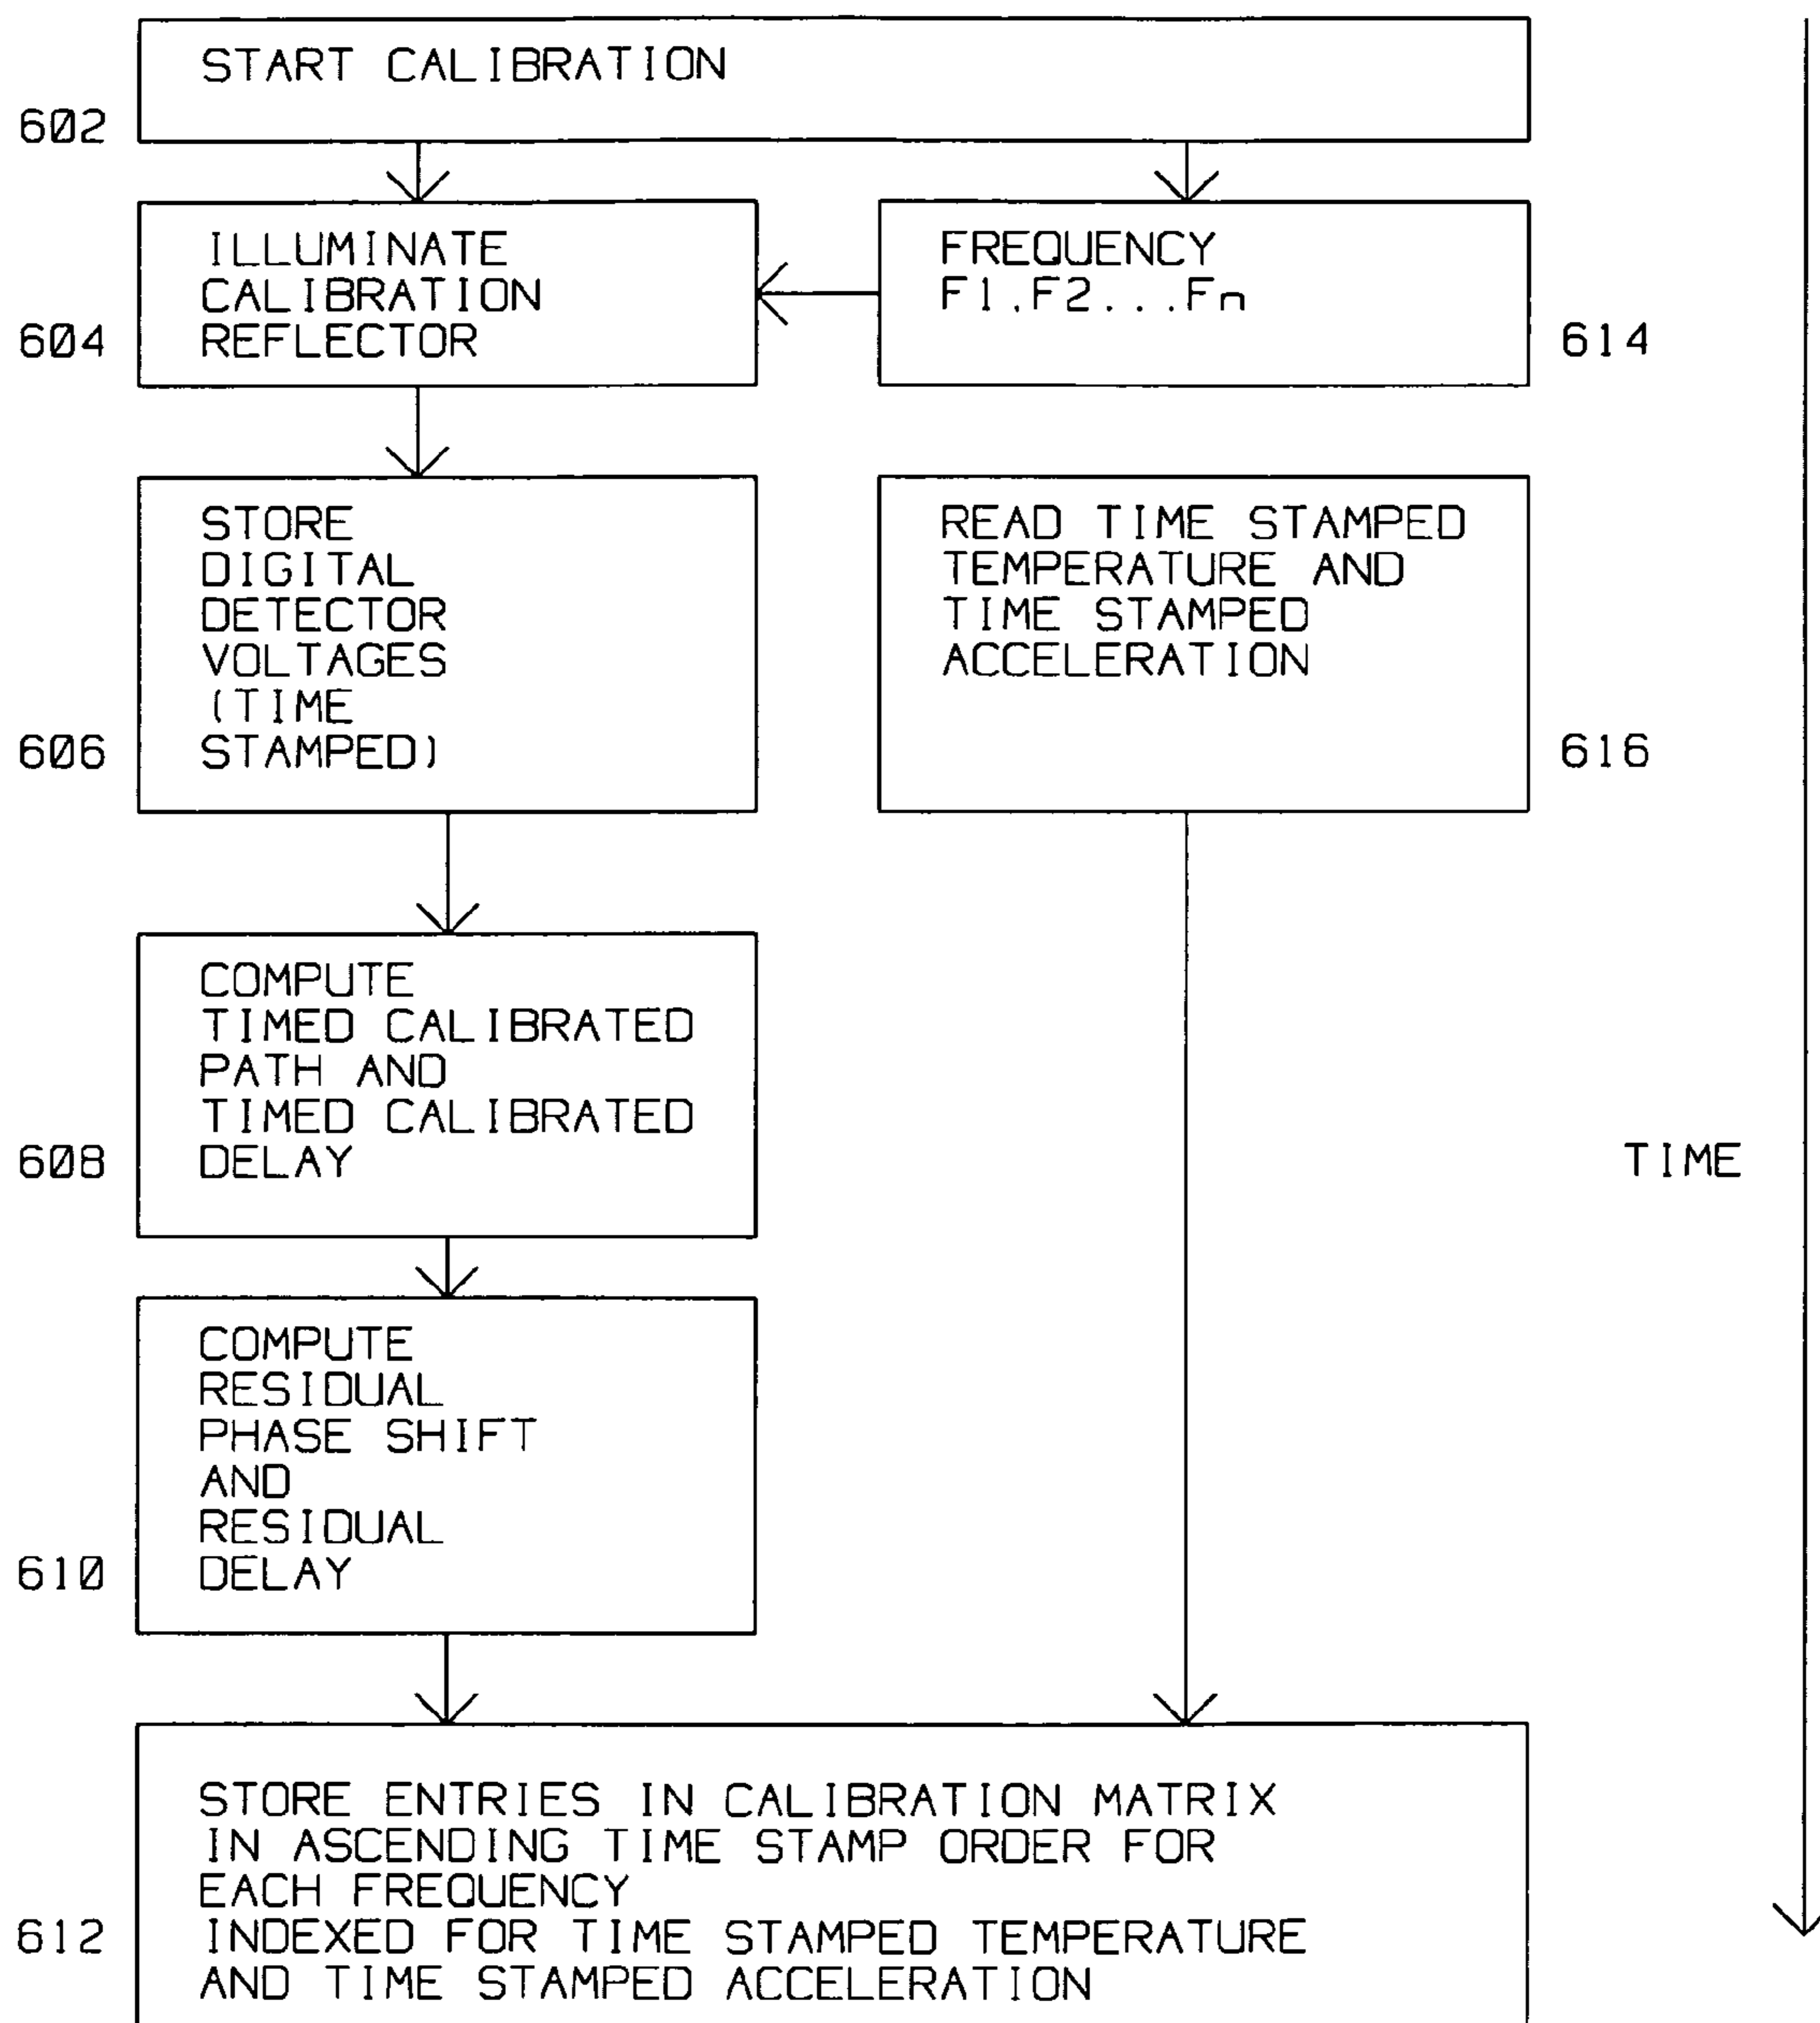 START CALIBRATION
602
ILLUMINATE
CALIBRATION
REFLECTOR
604
FREQUENCY
F1,F2...Fn
614
STORE
DIGITAL
DETECTOR
VOLTAGES
(TIME
STAMPED)
606
READ TIME STAMPED
TEMPERATURE AND
TIME STAMPED
ACCELERATION
616
COMPUTE
TIMED CALIBRATED
PATH AND
TIMED CALIBRATED
DELAY
608
TIME
COMPUTE
RESIDUAL
PHASE SHIFT
AND
RESIDUAL
DELAY
610
STORE ENTRIES IN CALIBRATION MATRIX
IN ASCENDING TIME STAMP ORDER FOR
EACH FREQUENCY
INDEXED FOR TIME STAMPED TEMPERATURE
AND TIME STAMPED ACCELERATION
612